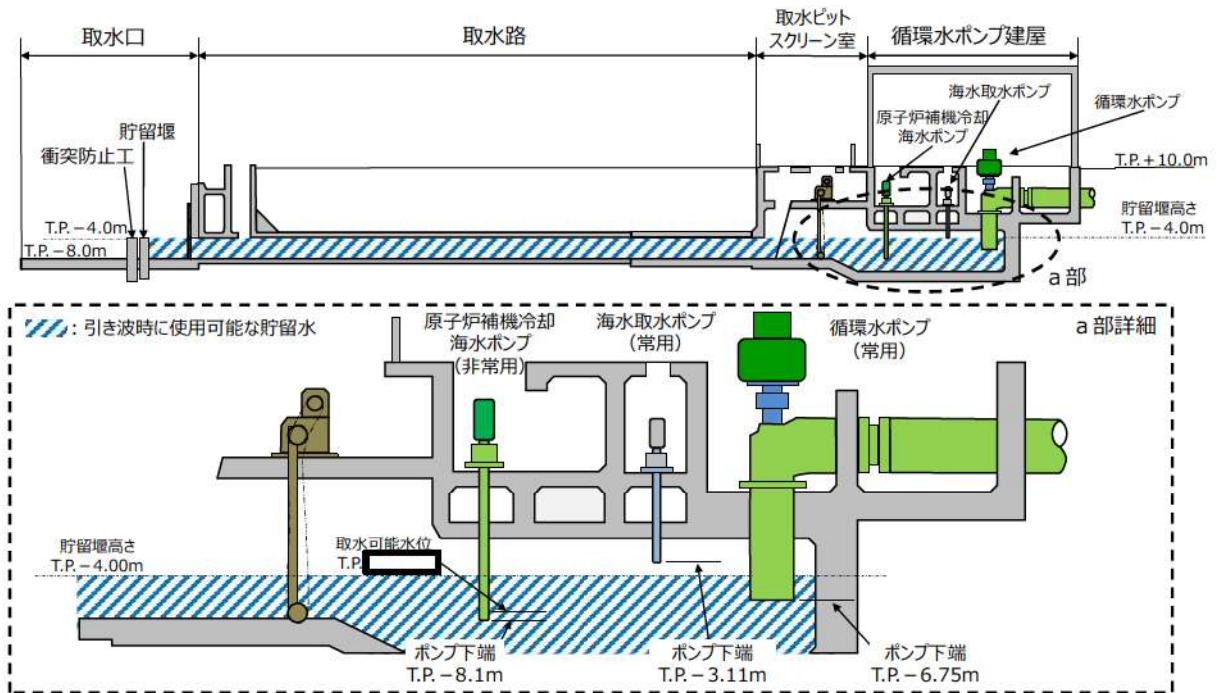 取水口
取水路
取水ピット
スクリーン室
循環水ポンプ建屋
海水取水ポンプ
循環水ポンプ
原子炉補機冷却
海水ポンプ
貯留堰
衝突防止工
T.P.+10.0m
T.P.-4.0m
T.P.-8.0m
貯留堰高さ
T.P.-4.0m
a部
:引き波時に使用可能な貯留水
原子炉補機冷却
海水ポンプ
(非常用)
海水取水ポンプ
(常用)
循環水ポンプ
(常用)
a部詳細
貯留堰高さ
T.P.-4.00m
取水可能水位
T.P.
ポンプ下端
T.P.-8.1m
ポンプ下端
T.P.-3.11m
ポンプ下端
T.P.-6.75m